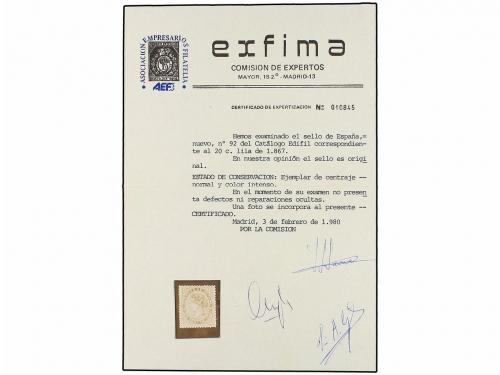 ASOCIACION EMPRESARIOS FILATELIA
AEF
exfima
COMISION DE EXPERTOS
MAYOR, 18.2.º - MADRID-13
CERTIFICADO DE EXPERTIZACION Nº 010845
Hemos examinado el sello de España,=
nuevo, nº 92 del Catálogo Edifil correspondien-
te al 20 c. lila de 1.867.
En nuestra opinión el sello es origi
nal.
ESTADO DE CONSERVACION: Ejemplar de centraje --
normal y color intenso.
En el momento de su examen no presen
ta defectos ni reparaciones ocultas.
Una foto se incorpora al presente --
CERTIFICADO.
Madrid, 3 de febrero de 1.980
POR LA COMISION